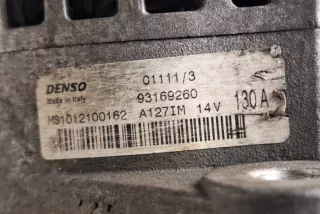 DENSO
Made in Italy
01111/3
93169260
MS1012100162 A127IM 14V 130A